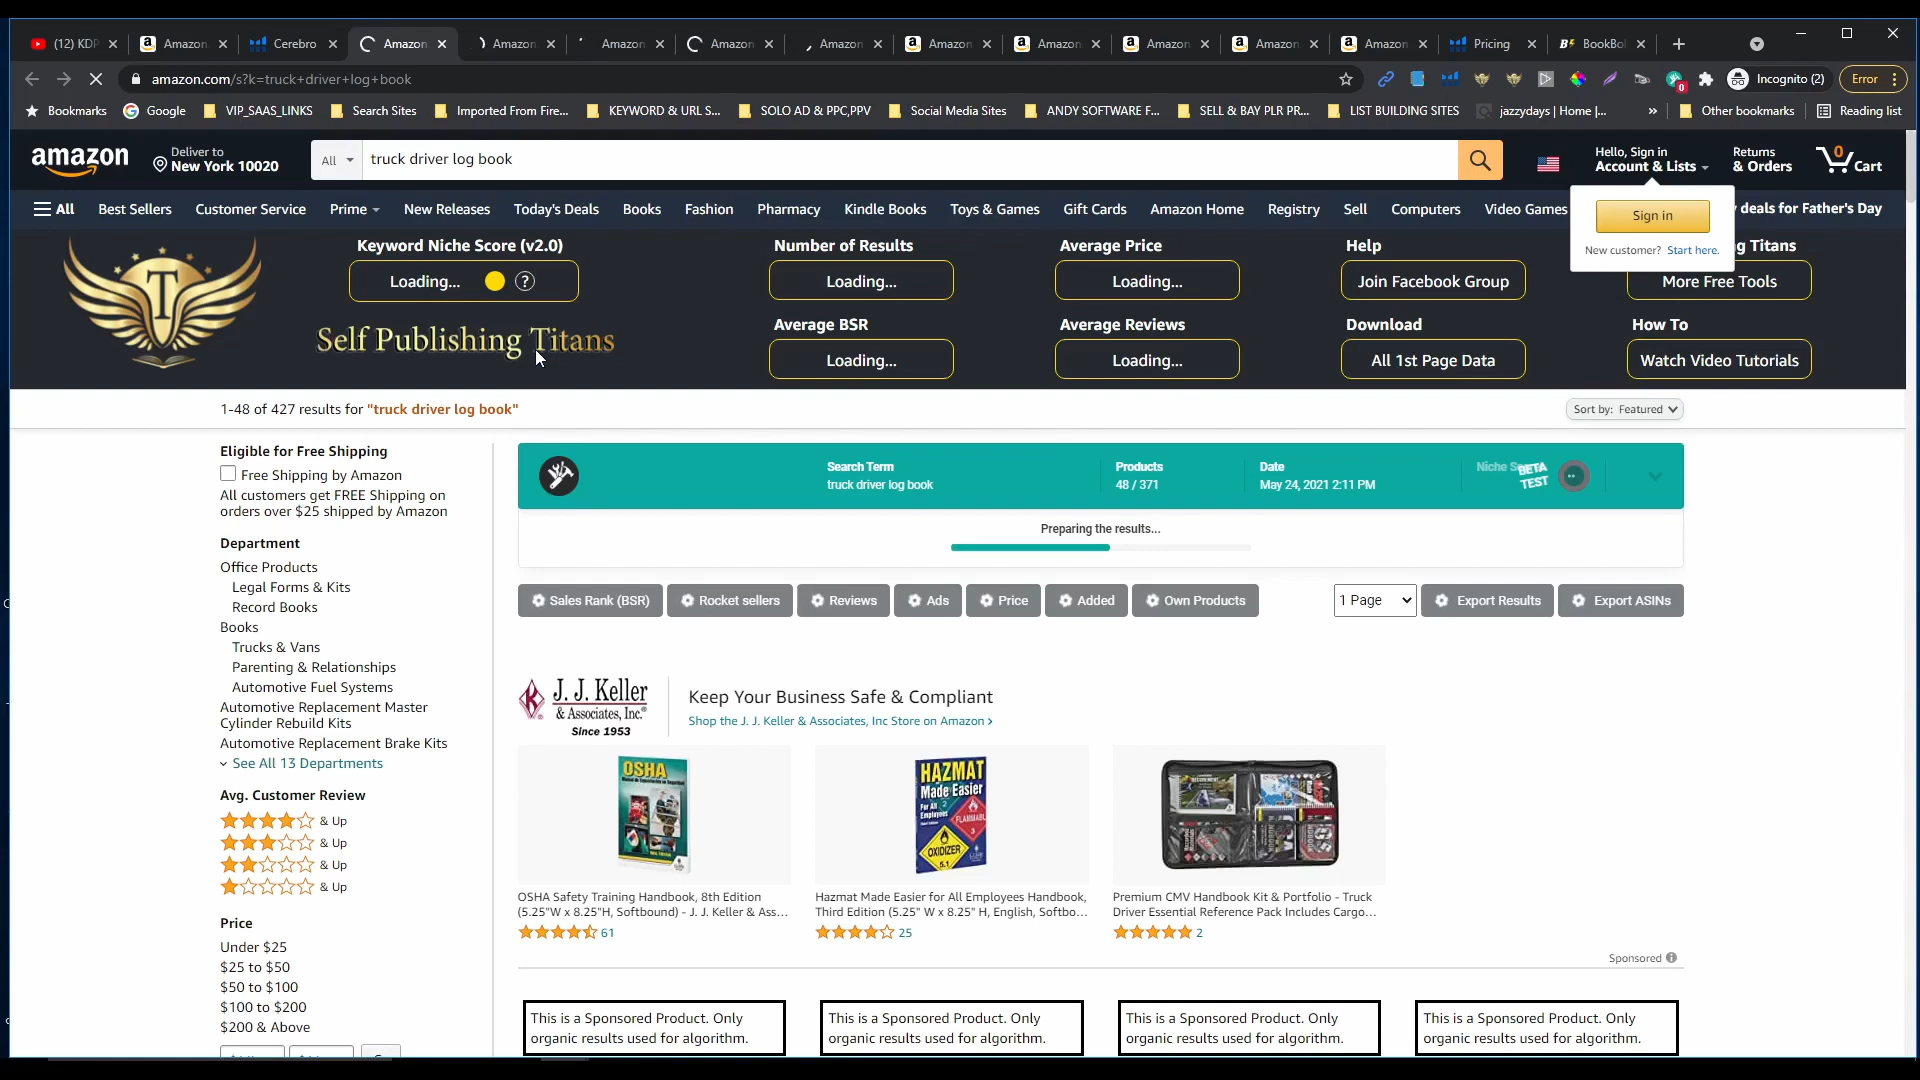 (12) KDP
Amazon
Cerebro
Amazon
Amazon
Amazon
Amazon
Amazon
Amazon
Amazon
Amazon
Amazon
Amazon
Pricing
BookBol
amazon.com/s?k=truck+driver+log+book
0
Incognito (2)
Error
Bookmarks
Google
VIP_SAAS_LINKS
Search Sites
Imported From Fire...
KEYWORD & URL S...
SOLO AD & PPC,PPV
Social Media Sites
ANDY SOFTWARE F...
SELL & BAY PLR PR...
LIST BUILDING SITES
jazzydays | Home |...
»
Other bookmarks
Reading list
amazon
Deliver to
New York 10020
All
truck driver log book
Hello, Sign in
Account & Lists
Returns
& Orders
0
Cart
All
Best Sellers
Customer Service
Prime
New Releases
Today's Deals
Books
Fashion
Pharmacy
Kindle Books
Toys & Games
Gift Cards
Amazon Home
Registry
Sell
Computers
Video Games
deals for Father's Day
Sign in
New customer? Start here.
Keyword Niche Score (v2.0)
Loading...
?
Self Publishing Titans
Number of Results
Loading...
Average BSR
Loading...
Average Price
Loading...
Average Reviews
Loading...
Help
Join Facebook Group
Download
All 1st Page Data
g Titans
More Free Tools
How To
Watch Video Tutorials
1-48 of 427 results for "truck driver log book"
Sort by: Featured
Eligible for Free Shipping
Free Shipping by Amazon
All customers get FREE Shipping on
orders over $25 shipped by Amazon
Department
Office Products
Legal Forms & Kits
Record Books
Books
Trucks & Vans
Parenting & Relationships
Automotive Fuel Systems
Automotive Replacement Master
Cylinder Rebuild Kits
Automotive Replacement Brake Kits
See All 13 Departments
Avg. Customer Review
& Up
& Up
& Up
& Up
Price
Under $25
$25 to $50
$50 to $100
$100 to $200
$200 & Above
Search Term
truck driver log book
Products
48 / 371
Date
May 24, 2021 2:11 PM
Niche
BETA
TEST
Preparing the results...
Sales Rank (BSR)
Rocket sellers
Reviews
Ads
Price
Added
Own Products
1 Page
Export Results
Export ASINs
J. J. Keller
& Associates, Inc.
Since 1953
Keep Your Business Safe & Compliant
Shop the J. J. Keller & Associates, Inc Store on Amazon ›
OSHA
HAZMAT
Made Easier
For All
Employees
FLAMMABL
3
OXIDIZER
5.1
OSHA Safety Training Handbook, 8th Edition
(5.25"W x 8.25"H, Softbound) - J. J. Keller & Ass...
61
Hazmat Made Easier for All Employees Handbook,
Third Edition (5.25" W x 8.25" H, English, Softbo...
25
Premium CMV Handbook Kit & Portfolio - Truck
Driver Essential Reference Pack Includes Cargo...
2
Sponsored
This is a Sponsored Product. Only
organic results used for algorithm.
This is a Sponsored Product. Only
organic results used for algorithm.
This is a Sponsored Product. Only
organic results used for algorithm.
This is a Sponsored Product. Only
organic results used for algorithm.